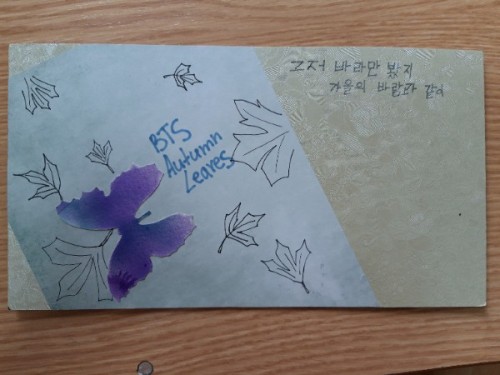 그저 바라만 봤지
가을의 바람과 같이
BTS
Autumn
Leaves